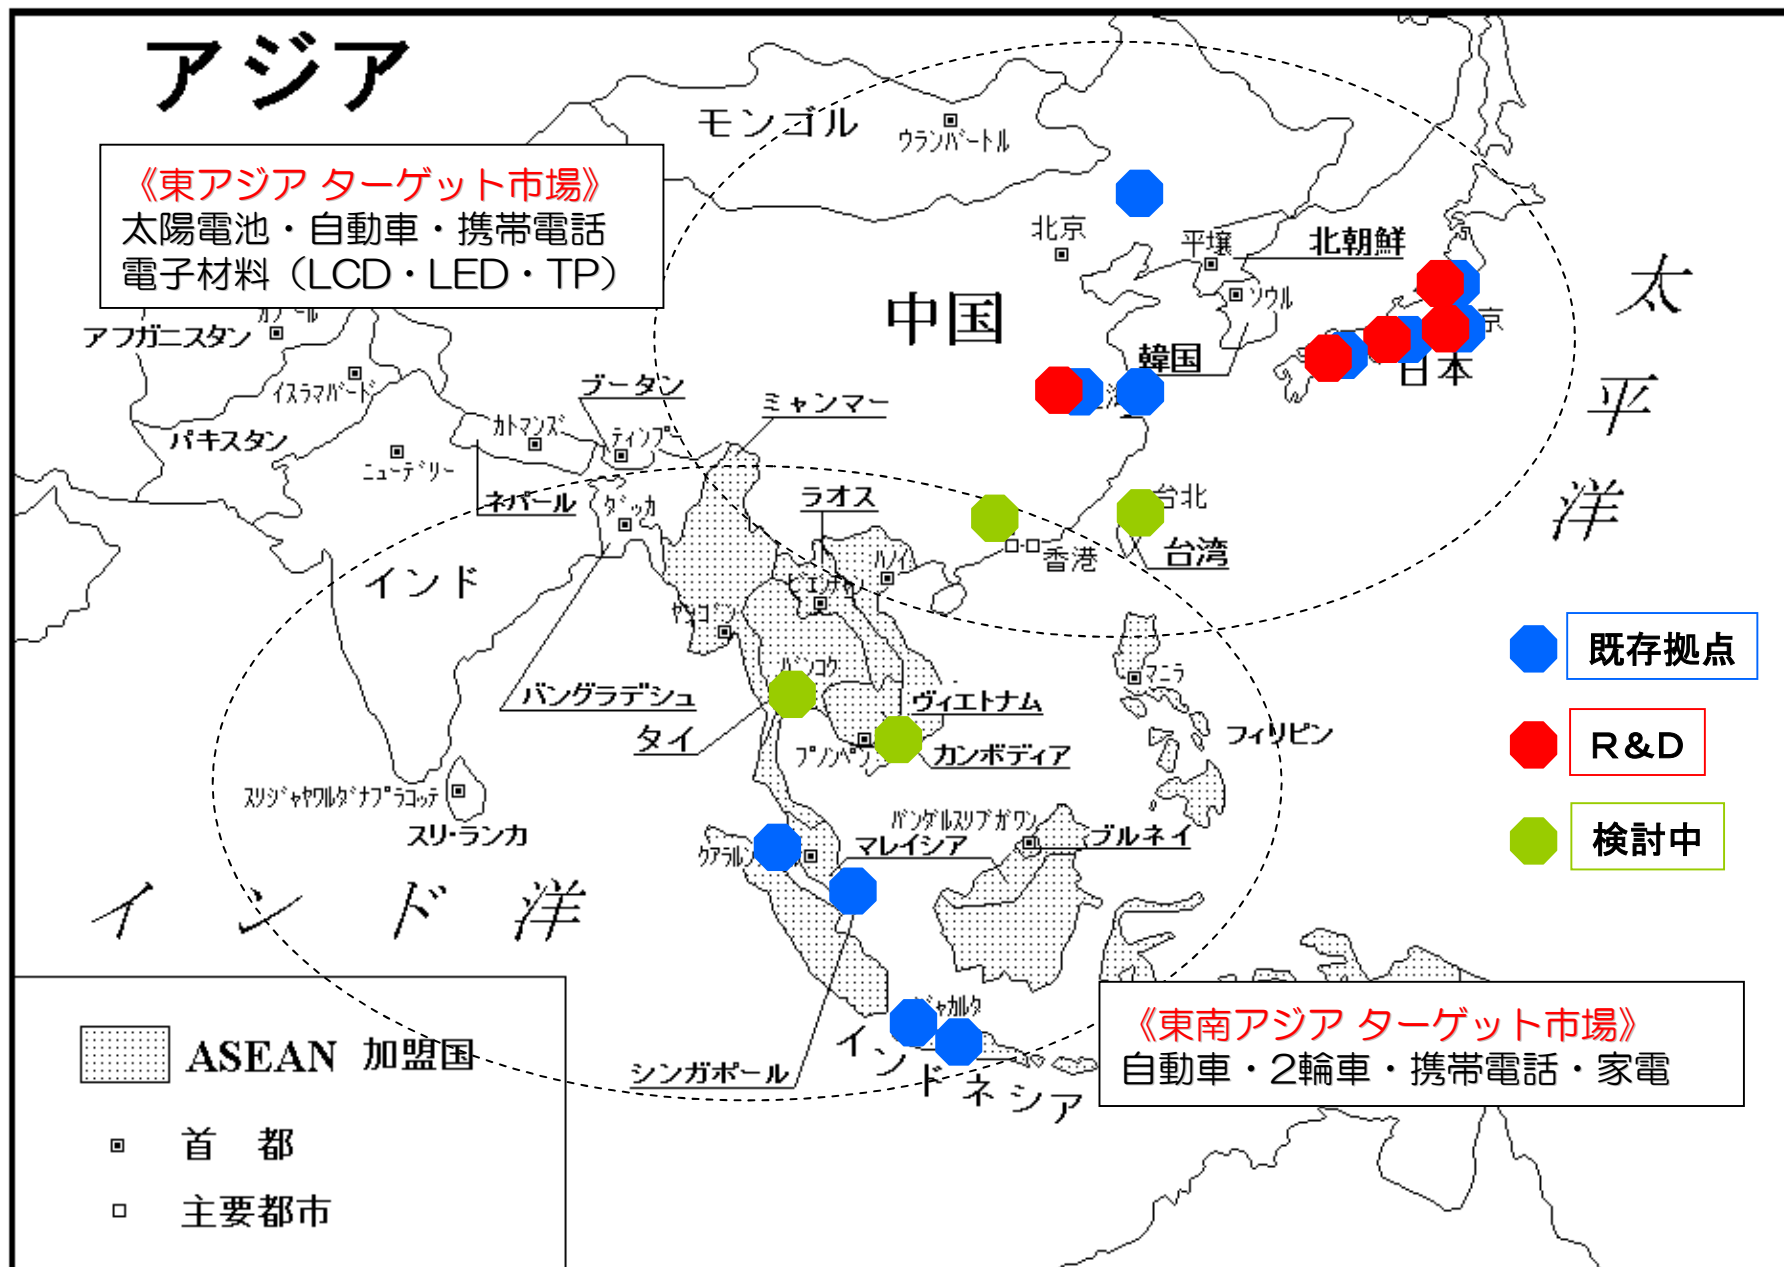 アジア
モンゴル
ウランバートル
《東アジア ターゲット市場》
太陽電池・自動車・携帯電話
電子材料（LCD・LED・TP）
北京
平壌
北朝鮮
ソウル
中国
韓国
京
日本
太平洋
アフガニスタン
イスラマバード
パキスタン
ニューデリー
カトマンズ
ネパール
ブータン
ティンプー
ミャンマー
ダッカ
ラオス
ハノイ
台北
台湾
香港
インド
ビエンチャン
ヤンゴン
バンコク
バングラデシュ
タイ
プノンペン
ヴィエトナム
カンボディア
マニラ
フィリピン
既存拠点
R&D
検討中
スリジャヤワルダナプラコッテ
スリ・ランカ
クアラルン
マレイシア
バンダルスリブガワン
ブルネイ
インド洋
シンガポール
ジャカルタ
インドネシア
《東南アジア ターゲット市場》
自動車・2輪車・携帯電話・家電
ASEAN 加盟国
首 都
主要都市